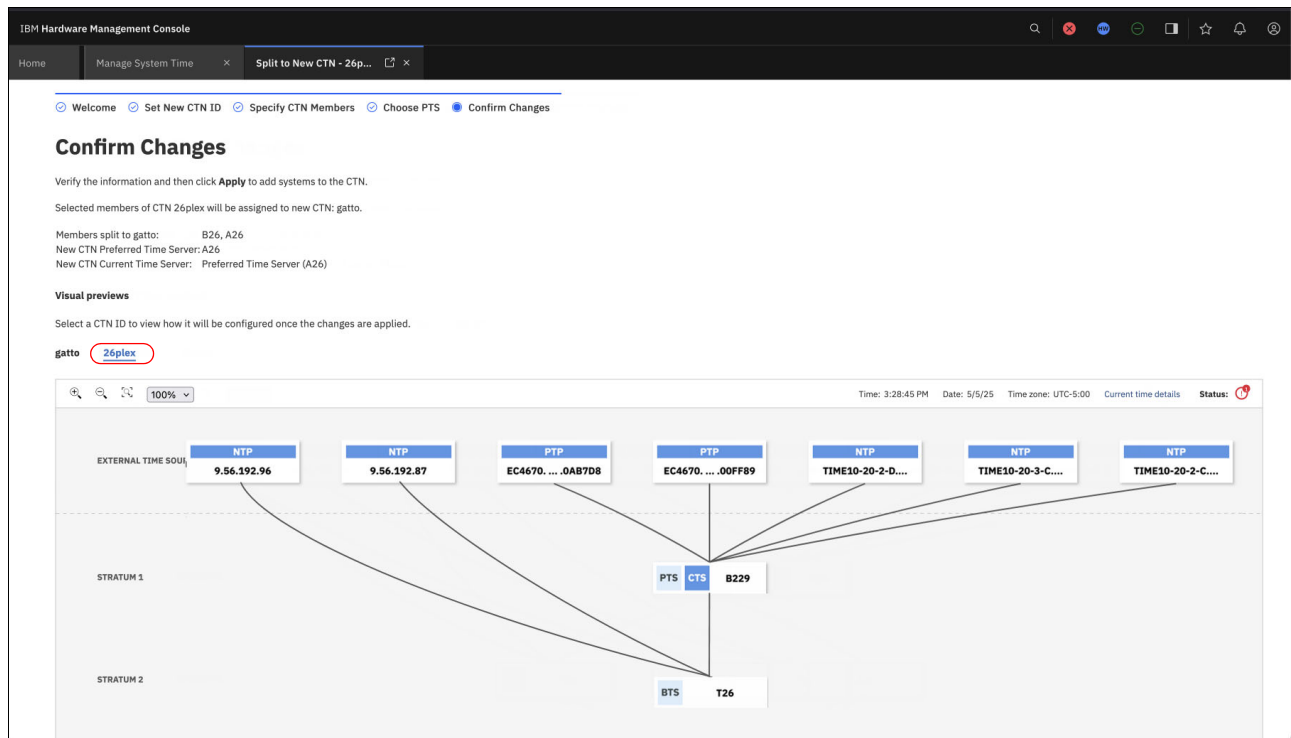 IBM Hardware Management Console
HW
Home
Manage System Time
Split to New CTN - 26p...
Welcome
Set New CTN ID
Specify CTN Members
Choose PTS
Confirm Changes
Confirm Changes
Verify the information and then click Apply to add systems to the CTN.
Selected members of CTN 26plex will be assigned to new CTN: gatto.
Members split to gatto: B26, A26
New CTN Preferred Time Server: A26
New CTN Current Time Server: Preferred Time Server (A26)
Visual previews
Select a CTN ID to view how it will be configured once the changes are applied.
gatto 26plex
100%
Time: 3:28:45 PM Date: 5/5/25 Time zone: UTC-5:00 Current time details Status:
EXTERNAL TIME SOU
NTP
9.56.192.96
NTP
9.56.192.87
PTP
EC4670. ... .0AB7D8
PTP
EC4670. ... .00FF89
NTP
TIME10-20-2-D....
NTP
TIME10-20-3-C....
NTP
TIME10-20-2-C....
STRATUM 1
PTS CTS B229
STRATUM 2
BTS T26